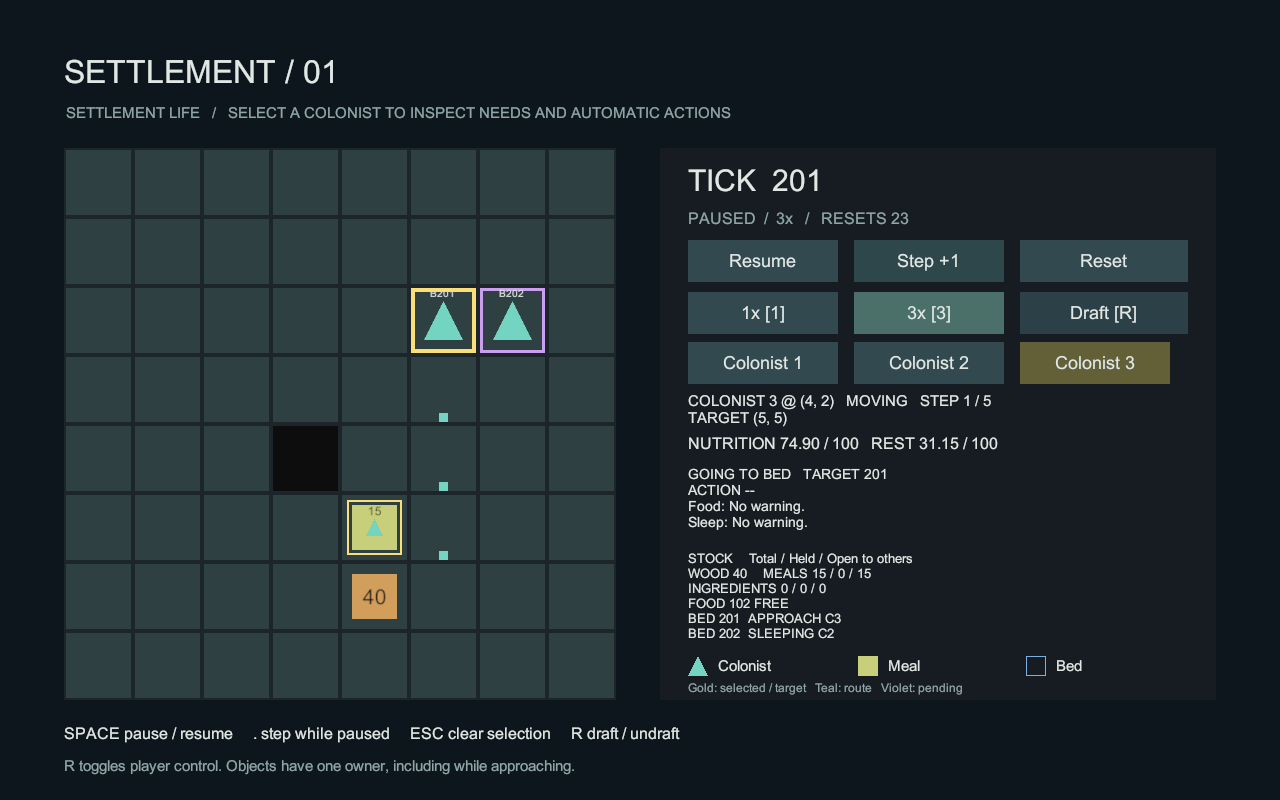 SETTLEMENT / 01
SETTLEMENT LIFE / SELECT A COLONIST TO INSPECT NEEDS AND AUTOMATIC ACTIONS
B201 B202
15
40
TICK 201
PAUSED / 3x / RESETS 23
Resume Step +1 Reset
1x [1] 3x [3] Draft [R]
Colonist 1 Colonist 2 Colonist 3
COLONIST 3 @ (4, 2) MOVING STEP 1 / 5
TARGET (5, 5)
NUTRITION 74.90 / 100 REST 31.15 / 100
GOING TO BED TARGET 201
ACTION --
Food: No warning.
Sleep: No warning.
STOCK Total / Held / Open to others
WOOD 40 MEALS 15 / 0 / 15
INGREDIENTS 0 / 0 / 0
FOOD 102 FREE
BED 201 APPROACH C3
BED 202 SLEEPING C2
Colonist Meal Bed
Gold: selected / target Teal: route Violet: pending
SPACE pause / resume . step while paused ESC clear selection R draft / undraft
R toggles player control. Objects have one owner, including while approaching.